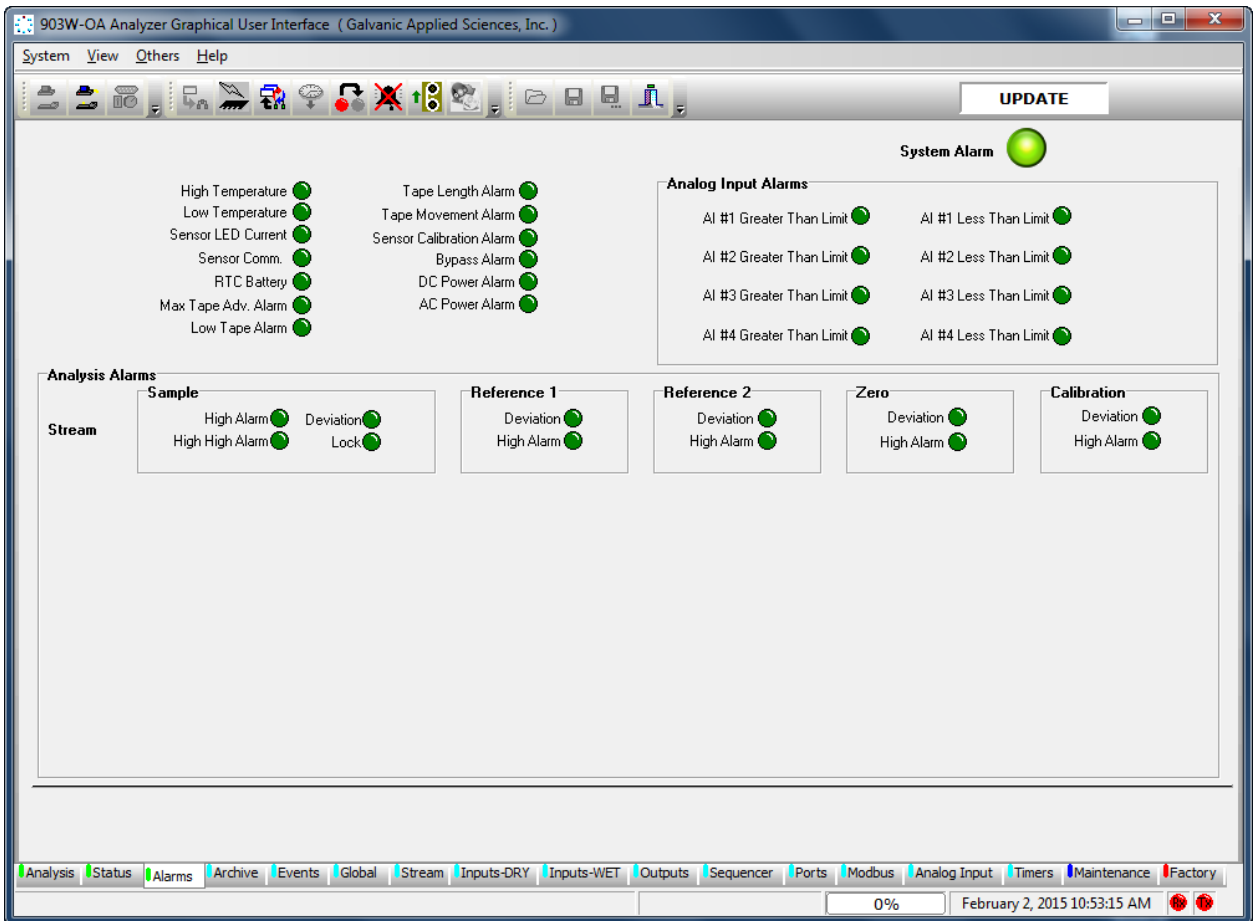 903W-OA Analyzer Graphical User Interface ( Galvanic Applied Sciences, Inc. )
System View Others Help
UPDATE
System Alarm
High Temperature
Low Temperature
Sensor LED Current
Sensor Comm.
RTC Battery
Max Tape Adv. Alarm
Low Tape Alarm
Tape Length Alarm
Tape Movement Alarm
Sensor Calibration Alarm
Bypass Alarm
DC Power Alarm
AC Power Alarm
Analog Input Alarms
AI #1 Greater Than Limit AI #1 Less Than Limit
AI #2 Greater Than Limit AI #2 Less Than Limit
AI #3 Greater Than Limit AI #3 Less Than Limit
AI #4 Greater Than Limit AI #4 Less Than Limit
Analysis Alarms
Stream
Sample
High Alarm Deviation
High High Alarm Lock
Reference 1
Deviation
High Alarm
Reference 2
Deviation
High Alarm
Zero
Deviation
High Alarm
Calibration
Deviation
High Alarm
Analysis Status Alarms Archive Events Global Stream Inputs-DRY Inputs-WET Outputs Sequencer Ports Modbus Analog Input Timers Maintenance Factory
0% February 2, 2015 10:53:15 AM Rx Tx